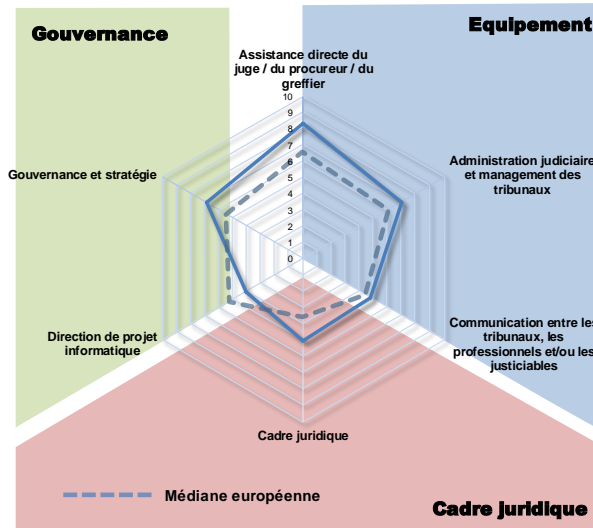 Gouvernance
Equipement
Assistance directe du
juge / du procureur / du
greffier
10
9
8
7
6
5
4
3
2
1
0
Gouvernance et stratégie
Administration judiciaire
et management des
tribunaux
Direction de projet
informatique
Communication entre les
tribunaux, les
professionnels et/ou les
justiciables
Cadre juridique
Médiane européenne
Cadre juridique